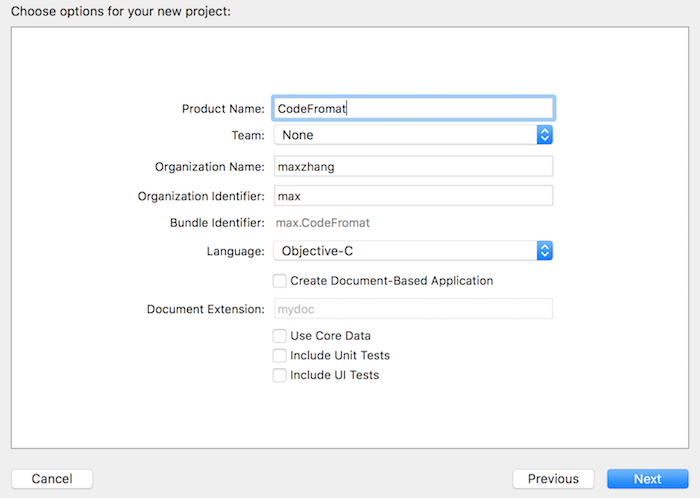 Choose options for your new project:
Product Name: CodeFromat
Team: None
Organization Name: maxzhang
Organization Identifier: max
Bundle Identifier: max.CodeFromat
Language: Objective-C
Create Document-Based Application
Document Extension: mydoc
Use Core Data
Include Unit Tests
Include UI Tests
Cancel Previous Next